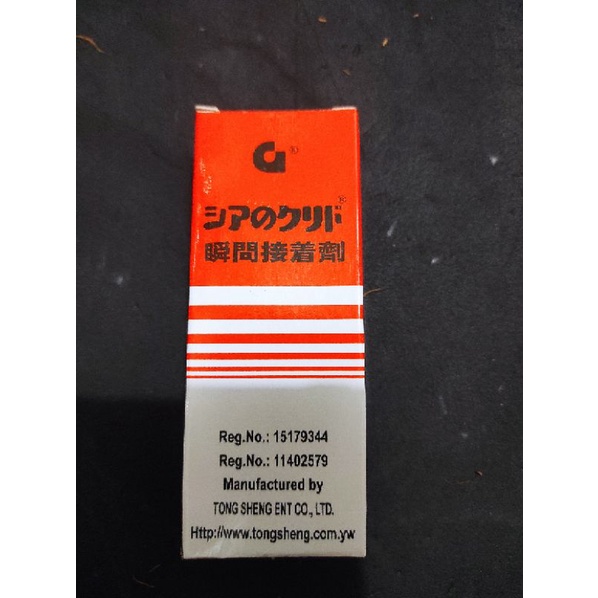 シアのクリド®
瞬間接着劑
Reg.No.: 15179344
Reg.No.: 11402579
Manufactured by
TONG SHENG ENT CO., LTD.
Http://www.tongsheng.com.yw